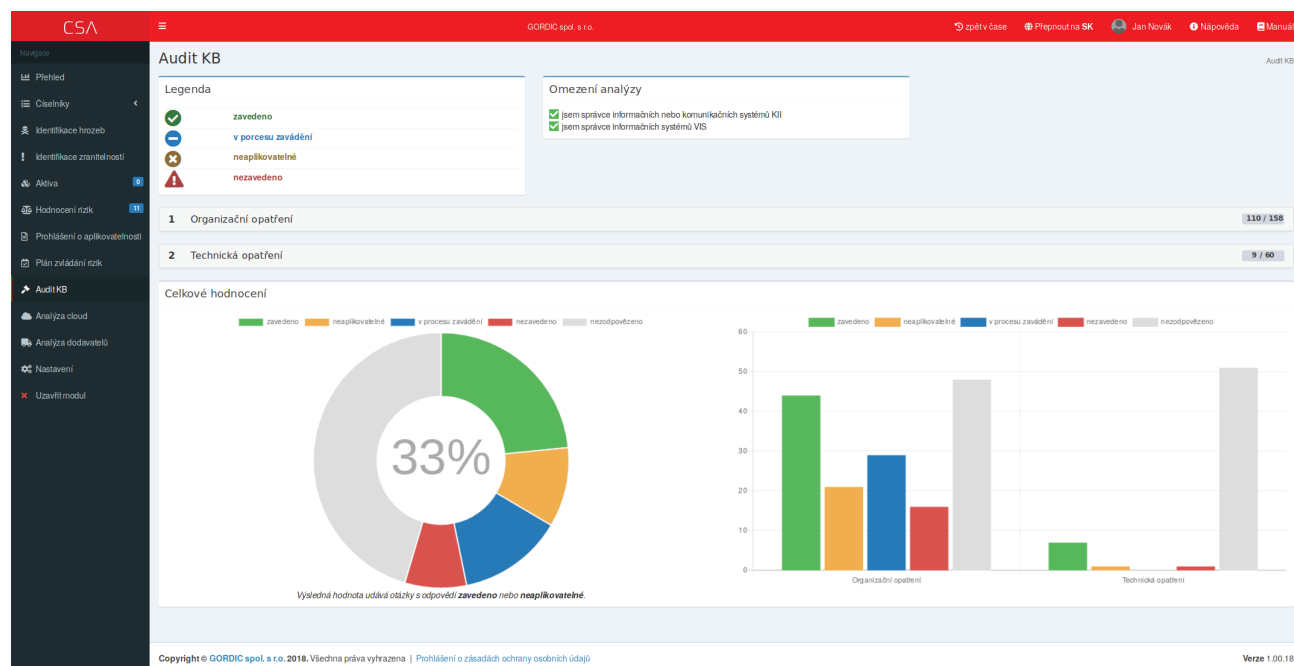 CSA
GORDIC spol. s r.o.
zpět v čase
Přepnout na SK
Jan Novák
Nápověda
Manuál
Navigace
Přehled
Číselníky
Identifikace hrozeb
Identifikace zranitelností
Aktiva 0
Hodnocení rizik 11
Prohlášení o aplikovatelnosti
Plán zvládání rizik
Audit KB
Analýza cloud
Analýza dodavatelů
Nastavení
Uzavřít modul
Audit KB
Audit KB
Legenda
zavedeno
v porcesu zavádění
neaplikovatelné
nezavedeno
Omezení analýzy
jsem správce informačních nebo komunikačních systémů KII
jsem správce informačních systémů VIS
1 Organizační opatření 110 / 158
2 Technická opatření 9 / 60
Celkové hodnocení
zavedeno neaplikovatelné v procesu zavádění nezavedeno nezodpovězeno
33%
Výsledná hodnota udává otázky s odpovědí zavedeno nebo neaplikovatelné.
zavedeno neaplikovatelné v procesu zavádění nezavedeno nezodpovězeno
60
50
40
30
20
10
0
Organizační opatření Technická opatření
Copyright © GORDIC spol. s r.o. 2018. Všechna práva vyhrazena | Prohlášení o zásadách ochrany osobních údajů
Verze 1.00.18